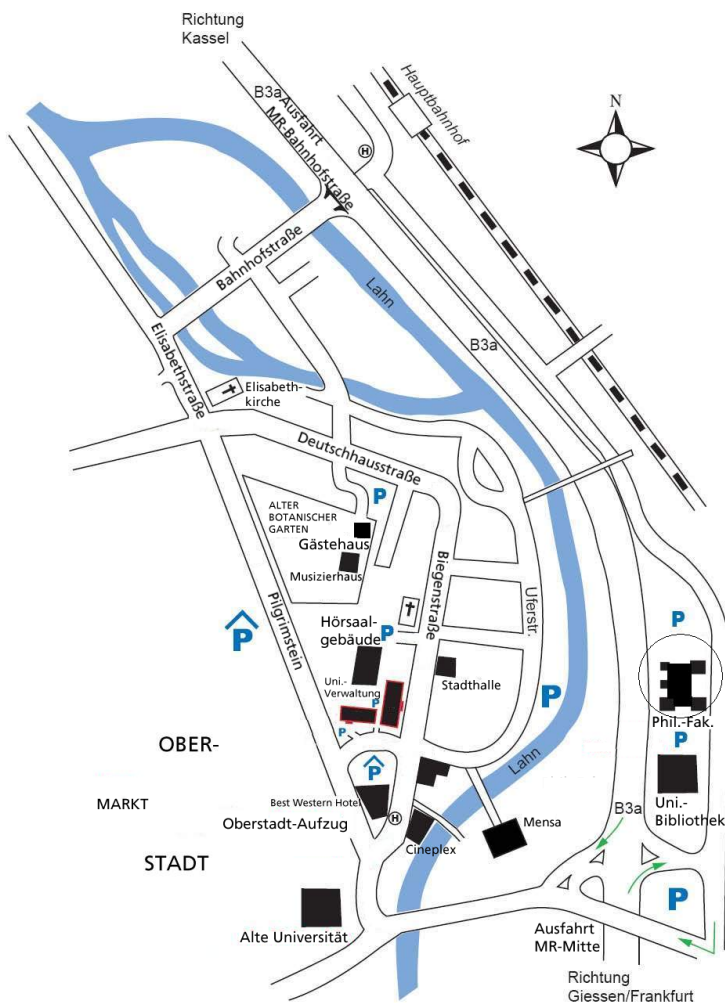 Richtung
Kassel
B3a
Ausfahrt
MR-Bahnhofstraße
Hauptbahnhof
N
H
Bahnhofstraße
Lahn
B3a
Elisabethstraße
Elisabeth-
kirche
Deutschhausstraße
P
ALTER
BOTANISCHER
GARTEN
Gästehaus
Musizierhaus
Biegenstraße
Uferstr.
Pilgrimstein
P
Hörsaal-
gebäude
P
P
Uni.-
Verwaltung
P
Stadthalle
P
Phil.-Fak.
P
P
P
OBER-
Lahn
Uni.-
Bibliothek
MARKT
Best Western Hotel
Oberstadt-Aufzug
H
B3a
Mensa
Cineplex
STADT
Alte Universität
P
Ausfahrt
MR-Mitte
Richtung
Giessen/Frankfurt